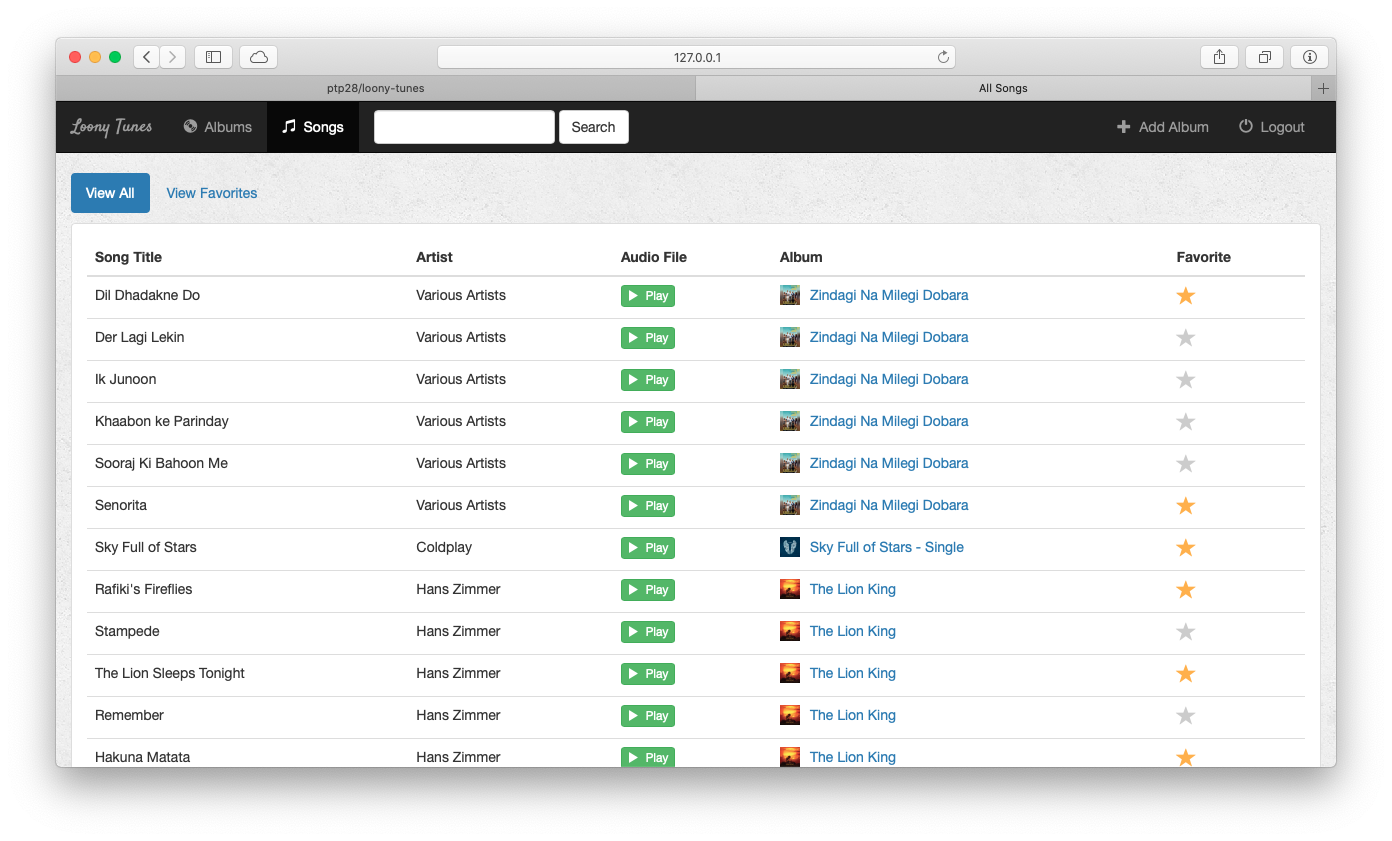 127.0.0.1
ptp28/loony-tunes All Songs
Loony Tunes Albums Songs Search Add Album Logout
View All View Favorites
Song Title Artist Audio File Album Favorite
Dil Dhadakne Do Various Artists Play Zindagi Na Milegi Dobara
Der Lagi Lekin Various Artists Play Zindagi Na Milegi Dobara
Ik Junoon Various Artists Play Zindagi Na Milegi Dobara
Khaabon ke Parinday Various Artists Play Zindagi Na Milegi Dobara
Sooraj Ki Bahoon Me Various Artists Play Zindagi Na Milegi Dobara
Senorita Various Artists Play Zindagi Na Milegi Dobara
Sky Full of Stars Coldplay Play Sky Full of Stars - Single
Rafiki's Fireflies Hans Zimmer Play The Lion King
Stampede Hans Zimmer Play The Lion King
The Lion Sleeps Tonight Hans Zimmer Play The Lion King
Remember Hans Zimmer Play The Lion King
Hakuna Matata Hans Zimmer Play The Lion King